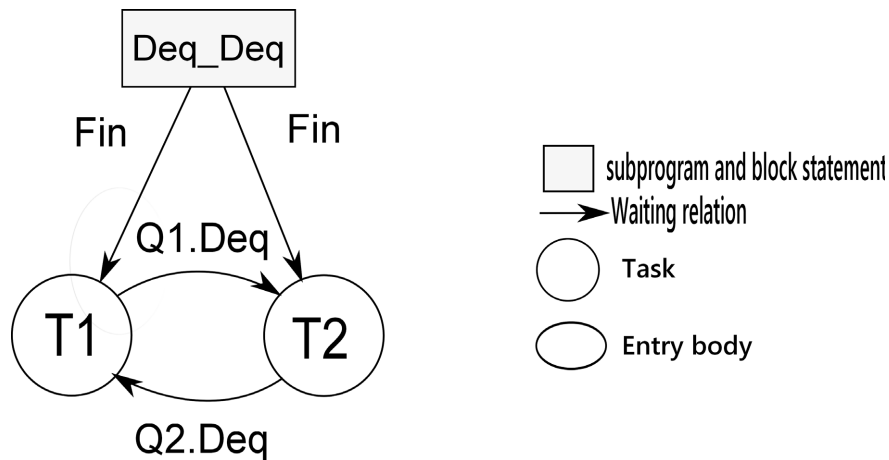 Deq_Deq
Fin
Fin
Q1.Deq
T1
T2
Q2.Deq
subprogram and block statement
Waiting relation
Task
Entry body